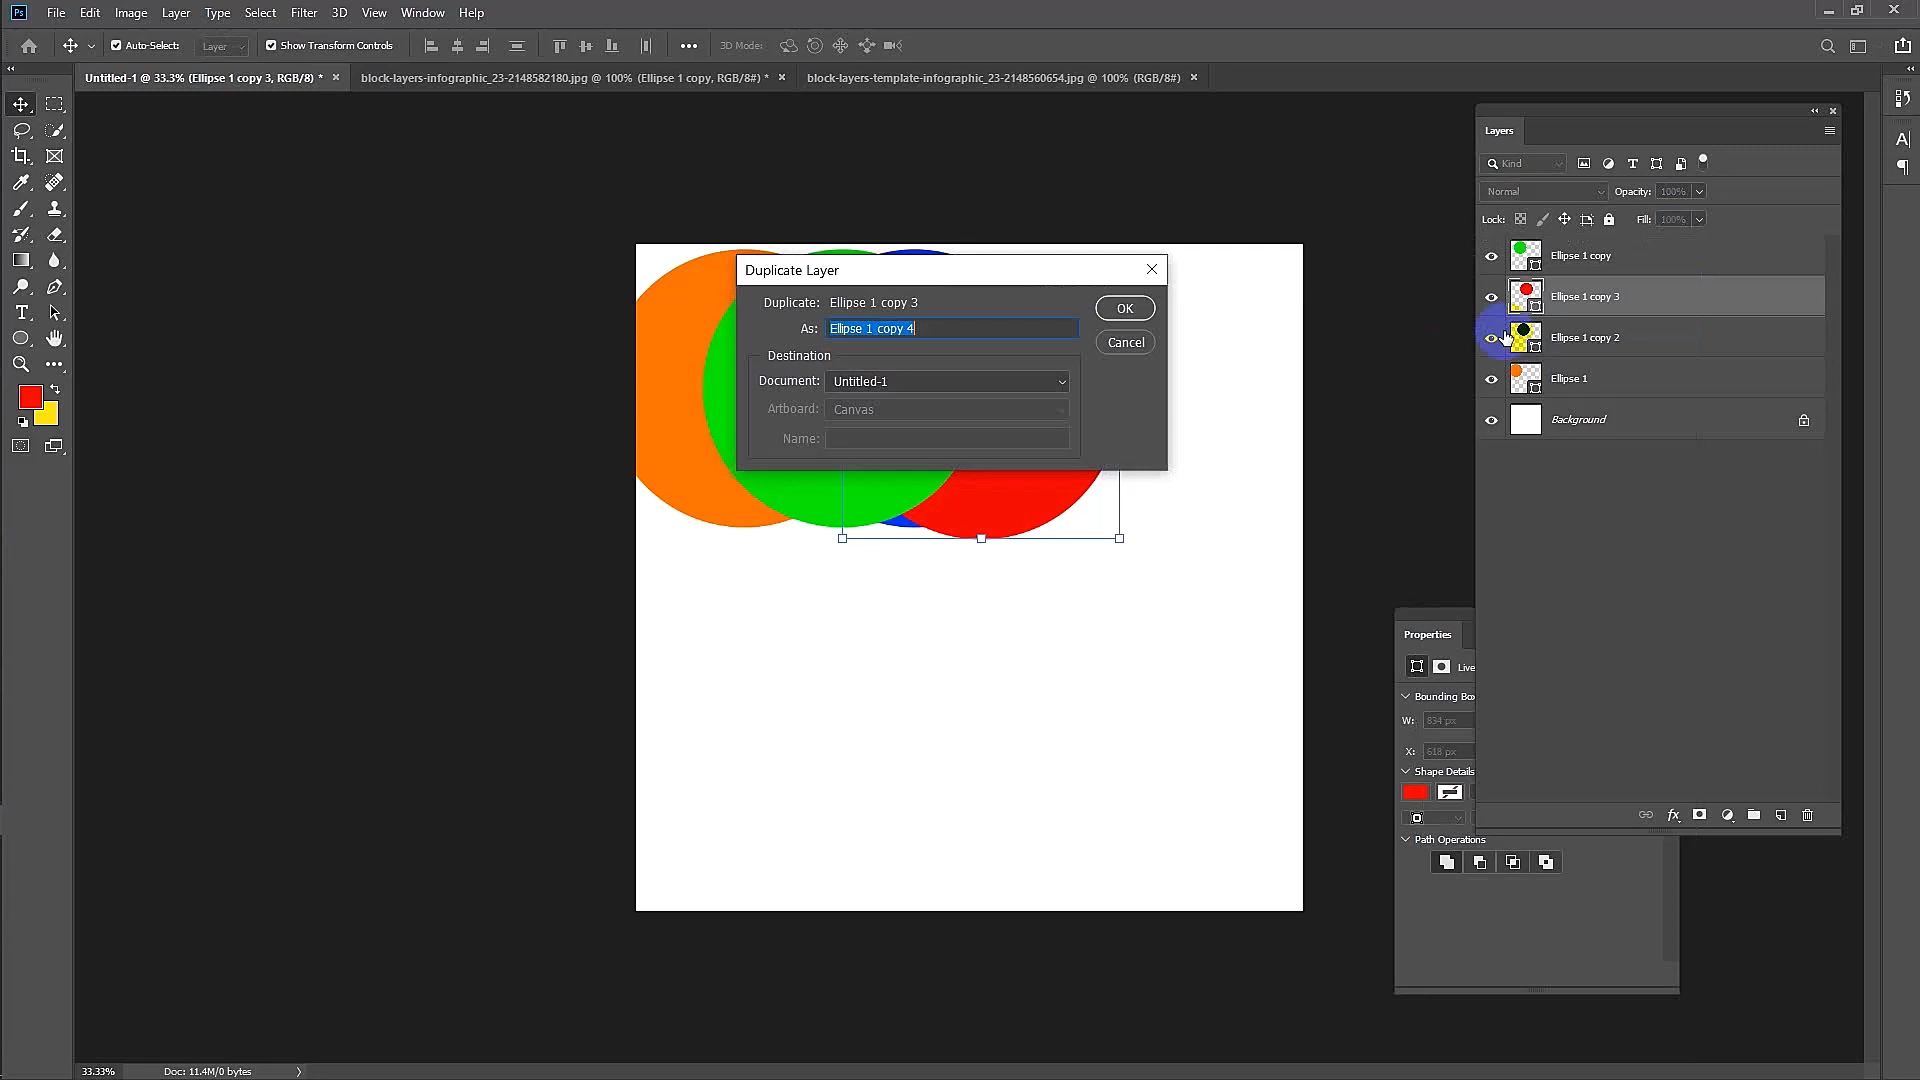 Ps File Edit Image Layer Type Select Filter 3D View Window Help
Auto-Select: Layer Show Transform Controls 3D Mode:
Untitled-1 @ 33.3% (Ellipse 1 copy 3, RGB/8) * × block-layers-infographic_23-2148582180.jpg @ 100% (Ellipse 1 copy, RGB/8#) * × block-layers-template-infographic_23-2148560654.jpg @ 100% (RGB/8#) ×
Layers
Kind
Normal Opacity: 100%
Lock: Fill: 100%
Ellipse 1 copy
Ellipse 1 copy 3
Ellipse 1 copy 2
Ellipse 1
Background
Duplicate Layer
Duplicate: Ellipse 1 copy 3
As: Ellipse 1 copy 4
OK
Cancel
Destination
Document: Untitled-1
Artboard: Canvas
Name:
Properties
Live
Bounding Box
W: 834 px
X: 618 px
Shape Details
fx
Path Operations
33.33% Doc: 11.4M/0 bytes